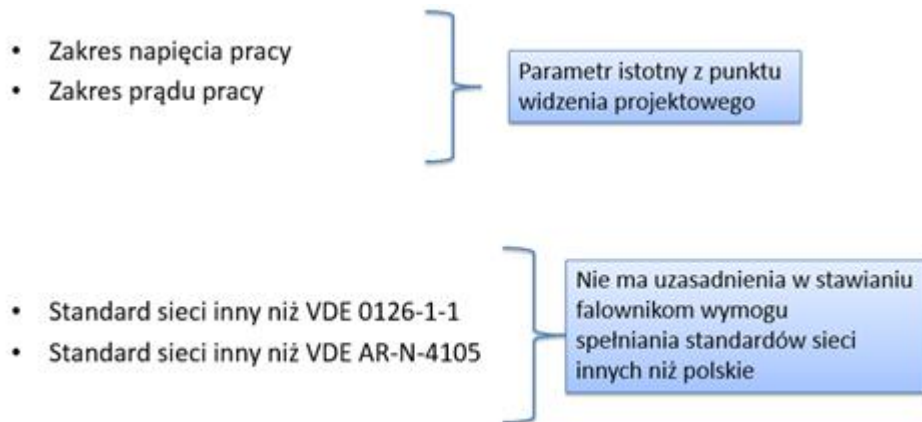 • Zakres napięcia pracy
• Zakres prądu pracy
Parametr istotny z punktu
widzenia projektowego
• Standard sieci inny niż VDE 0126-1-1
• Standard sieci inny niż VDE AR-N-4105
Nie ma uzasadnienia w stawianiu
falownikom wymogu
spełniania standardów sieci
innych niż polskie